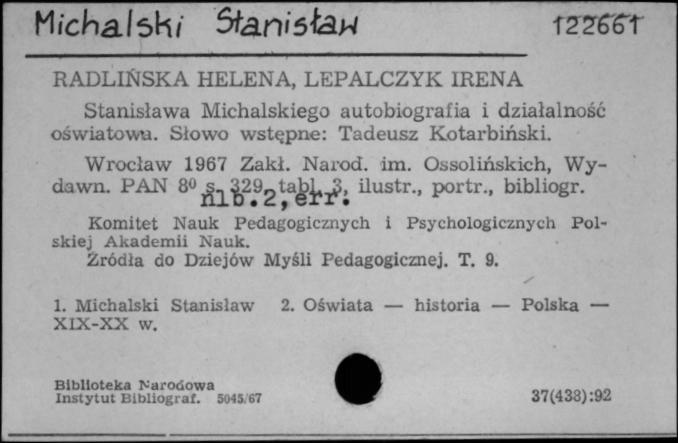 Michalski Stanisław 122661
RADLIŃSKA HELENA, LEPALCZYK IRENA
Stanisława Michalskiego autobiografia i działalność
oświatowa. Słowo wstępne: Tadeusz Kotarbiński.
Wrocław 1967 Zakł. Narod. im. Ossolińskich, Wy-
dawn. PAN 8⁰ s. 329, tabl. 3, ilustr., portr., bibliogr.
nlb.2,err.
Komitet Nauk Pedagogicznych i Psychologicznych Pol-
skiej Akademii Nauk.
Źródła do Dziejów Myśli Pedagogicznej. T. 9.
1. Michalski Stanisław 2. Oświata — historia — Polska —
XIX-XX w.
Biblioteka Narodowa
Instytut Bibliograf. 5045/67
37(438):92